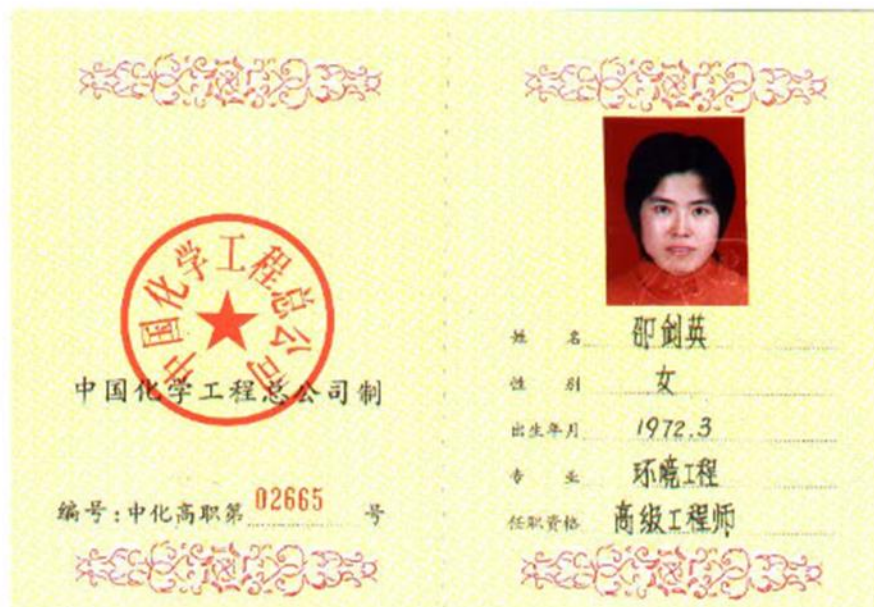 中国化学工程总公司
中国化学工程总公司制
编号:中化高职第 02665 号
姓 名 邵剑英
性 别 女
出生年月 1972.3
专 业 环境工程
任职资格 高级工程师